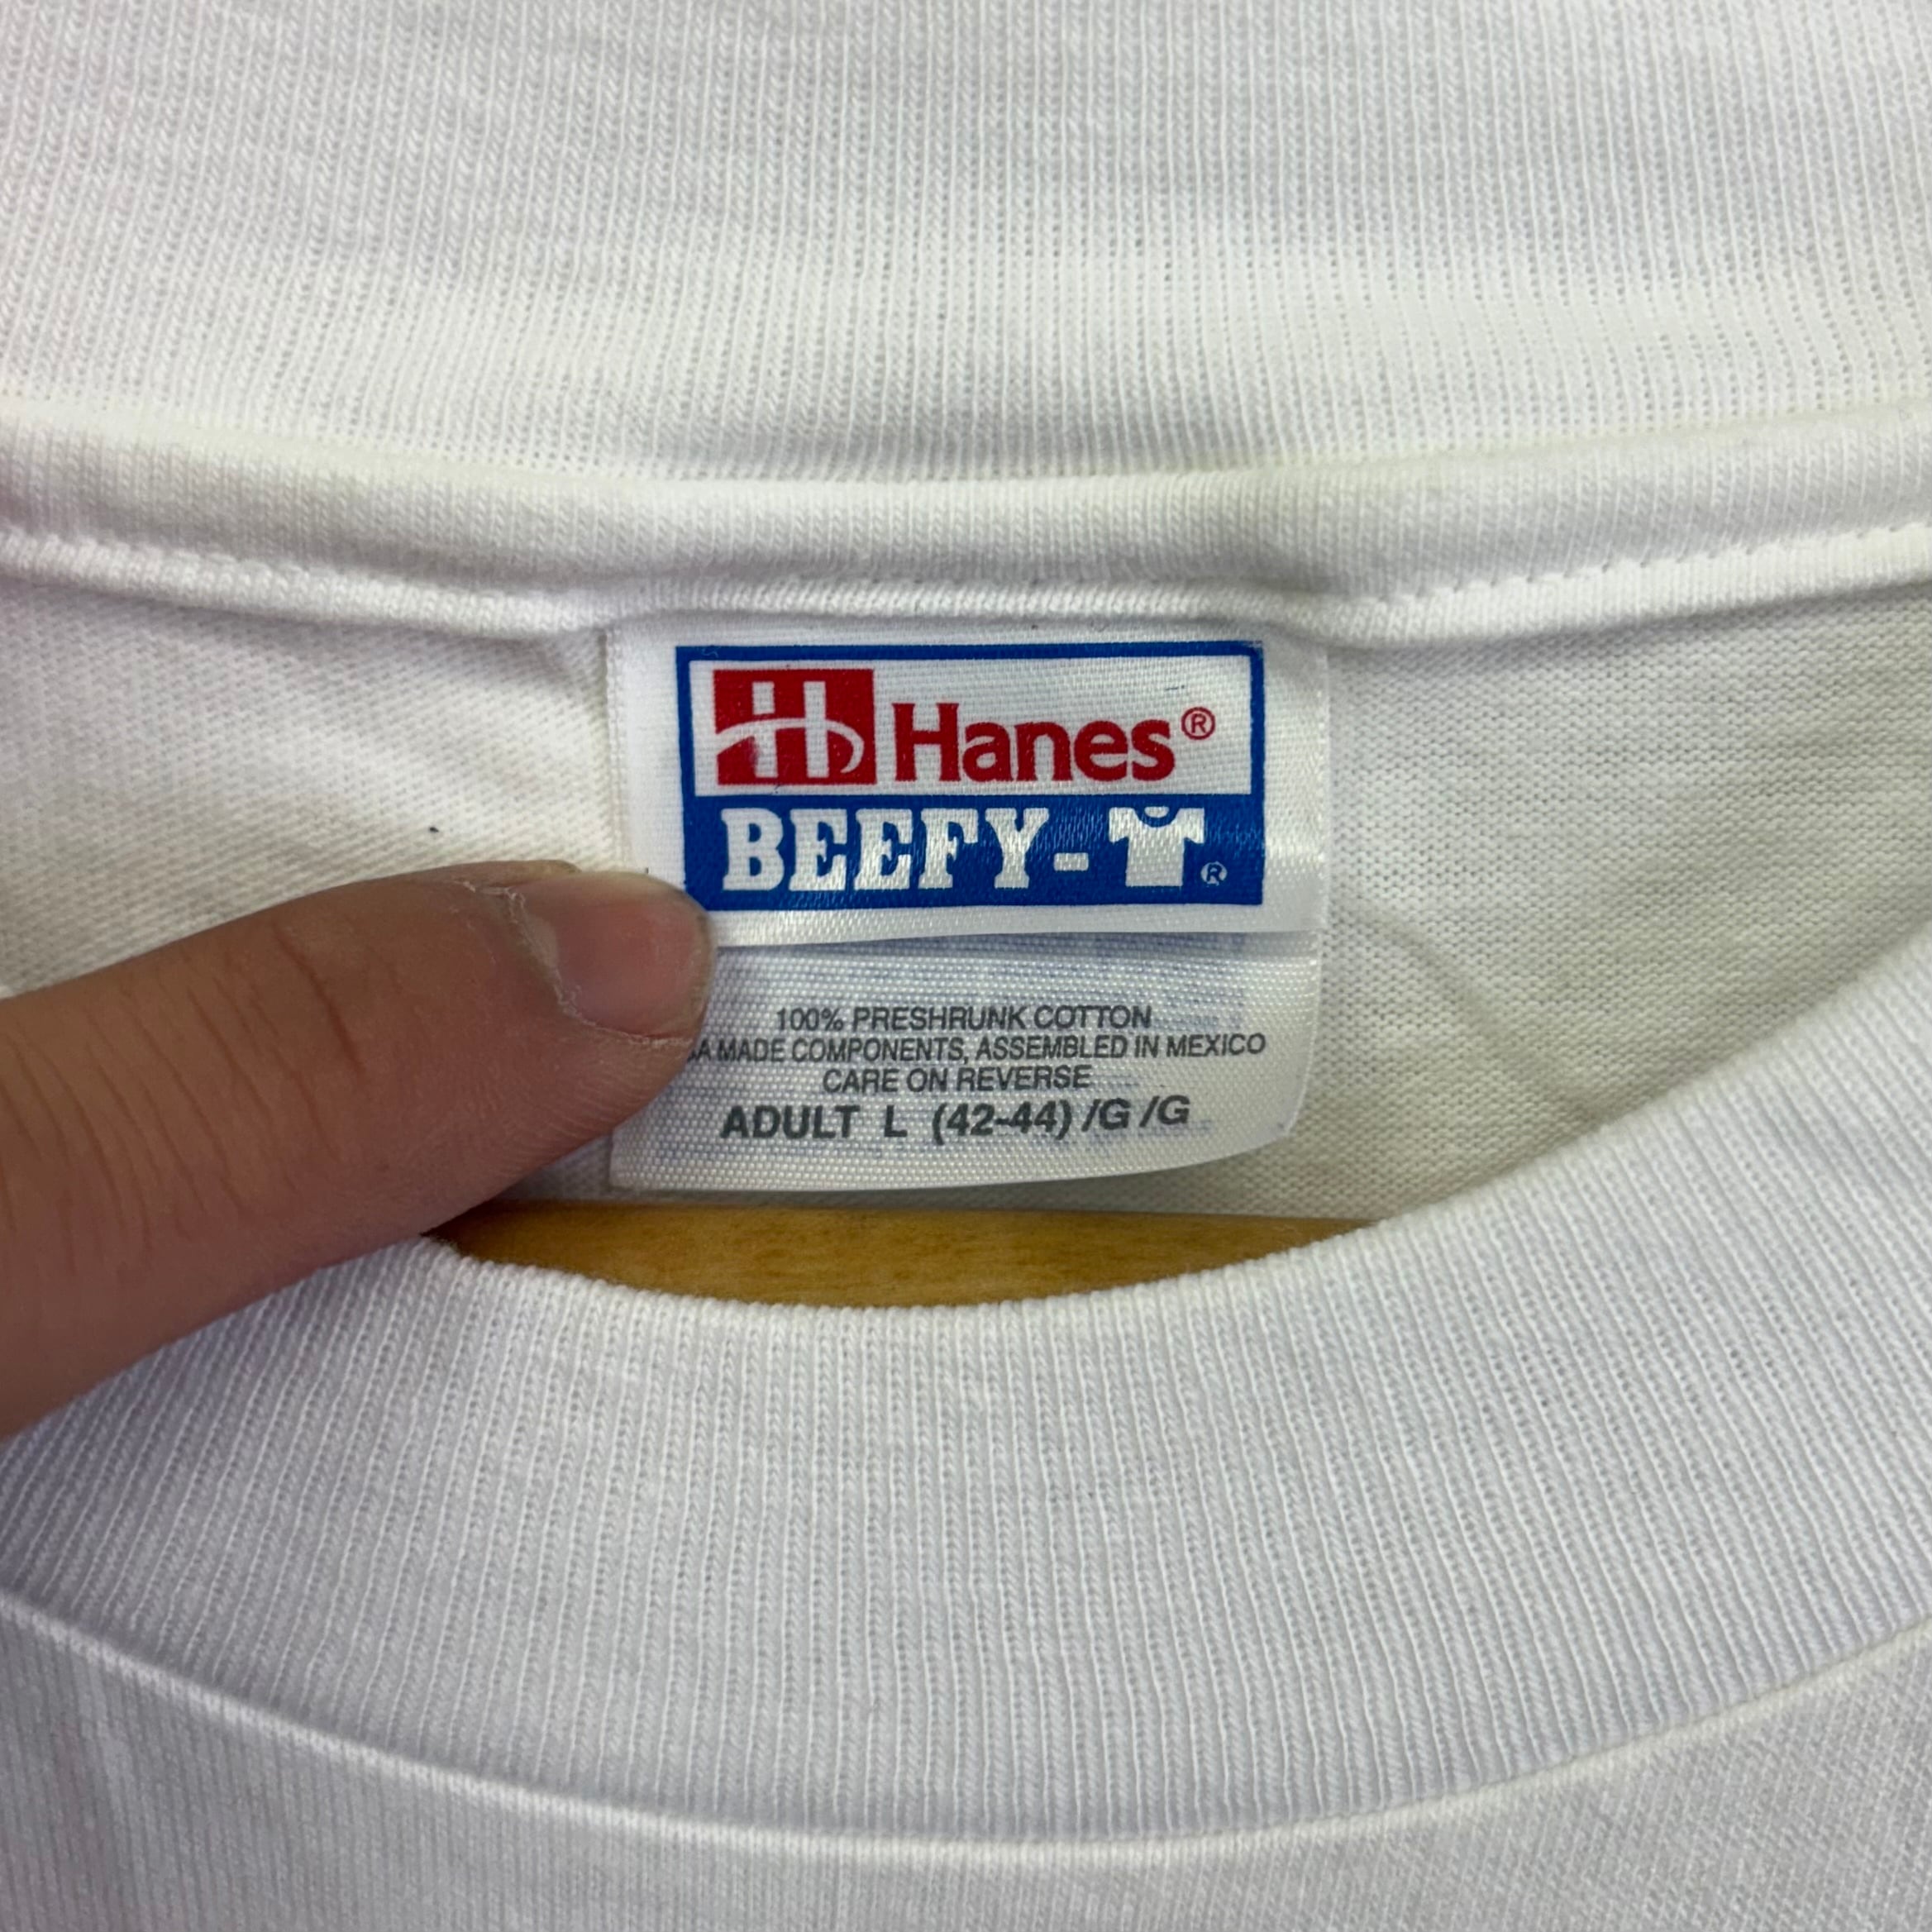 H Hanes®
BEEFY-T®
100% PRESHRUNK COTTON
A MADE COMPONENTS, ASSEMBLED IN MEXICO
CARE ON REVERSE
ADULT L (42-44) /G /G